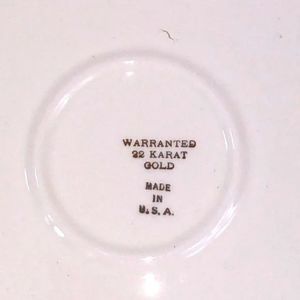 WARRANTED
22 KARAT
GOLD
MADE
IN
U.S.A.